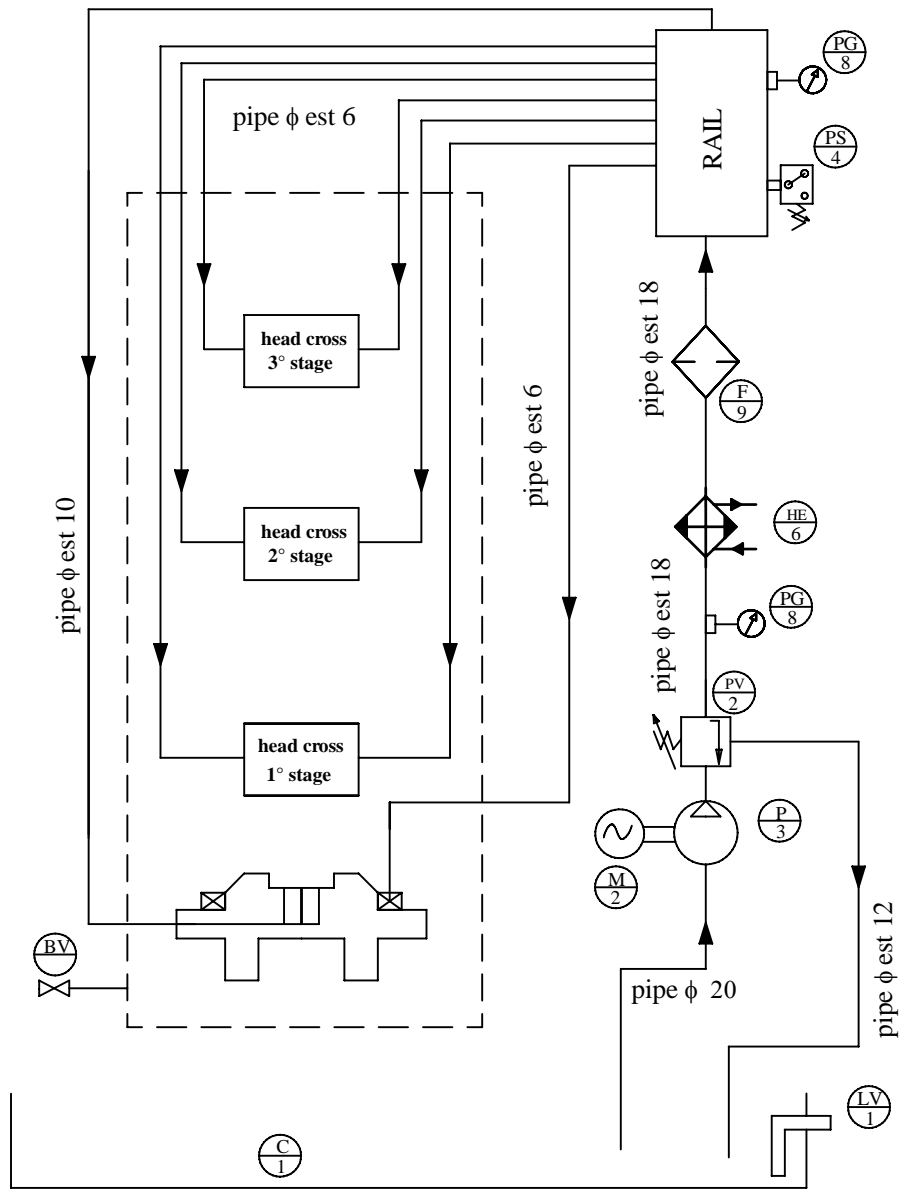 PG
8
pipe ϕ est 6
RAIL
PS
4
pipe ϕ est 18
head cross
3° stage
F
9
pipe ϕ est 6
pipe ϕ est 10
head cross
2° stage
HE
6
PG
8
pipe ϕ est 18
PV
2
head cross
1° stage
P
3
M
2
BV
pipe ϕ 20
pipe ϕ est 12
LV
1
C
1